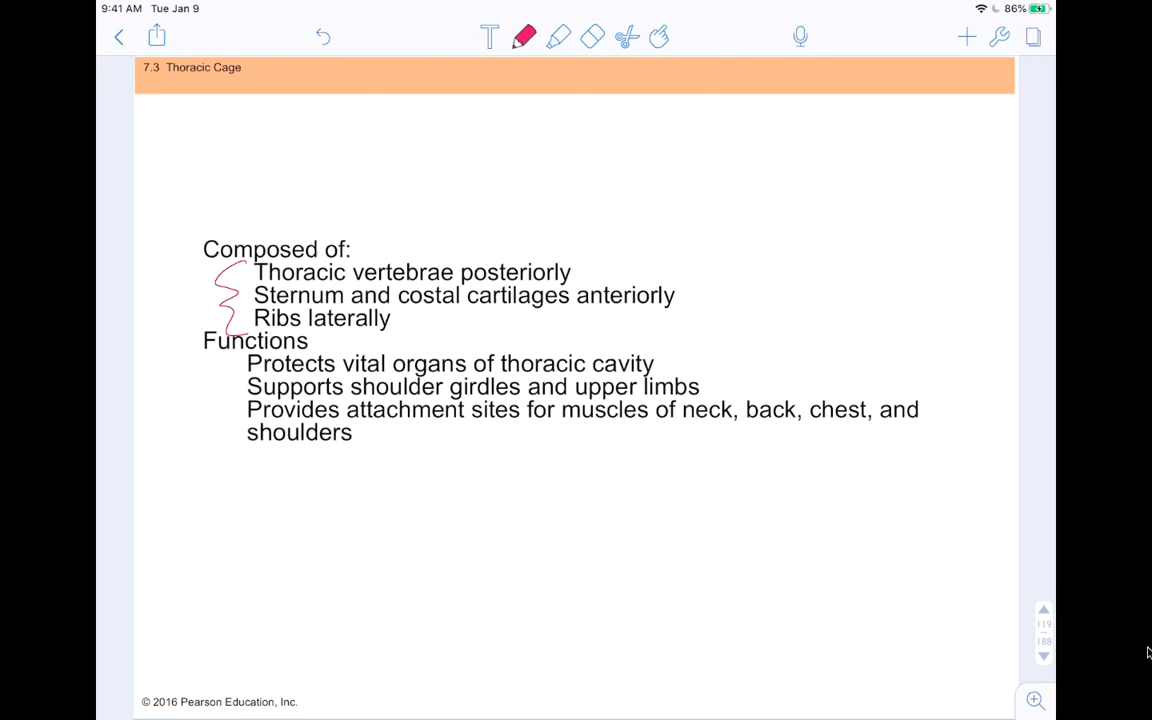 9:41 AM Tue Jan 9
86%
T
7.3 Thoracic Cage
Composed of:
Thoracic vertebrae posteriorly
Sternum and costal cartilages anteriorly
Ribs laterally
Functions
Protects vital organs of thoracic cavity
Supports shoulder girdles and upper limbs
Provides attachment sites for muscles of neck, back, chest, and
shoulders
119
188
© 2016 Pearson Education, Inc.